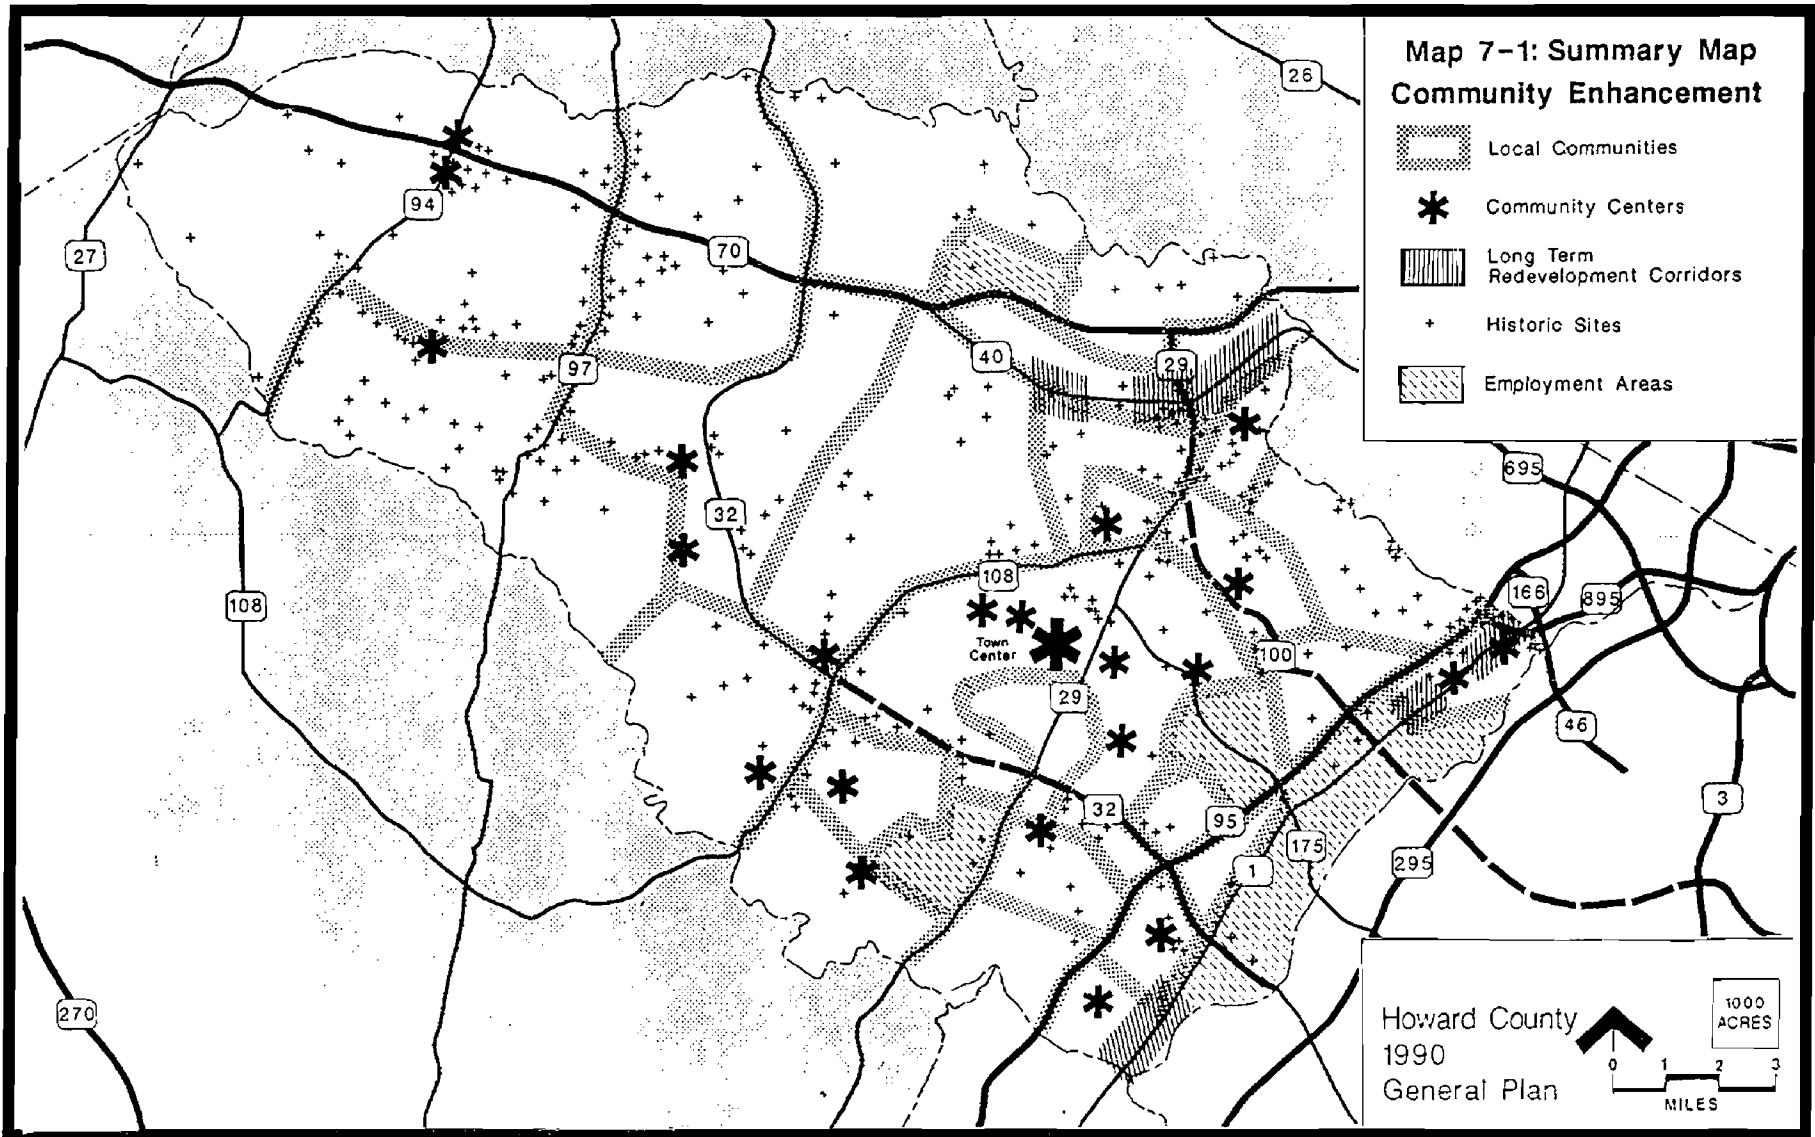 Map 7-1: Summary Map
Community Enhancement
Local Communities
Community Centers
Long Term
Redevelopment Corridors
Historic Sites
Employment Areas
26
27
94
70
97
40
29
32
108
108
695
166
895
Town
Center
29
100
46
3
32
95
175
295
1
270
Howard County
1990
General Plan
1000
ACRES
0 1 2 3
MILES